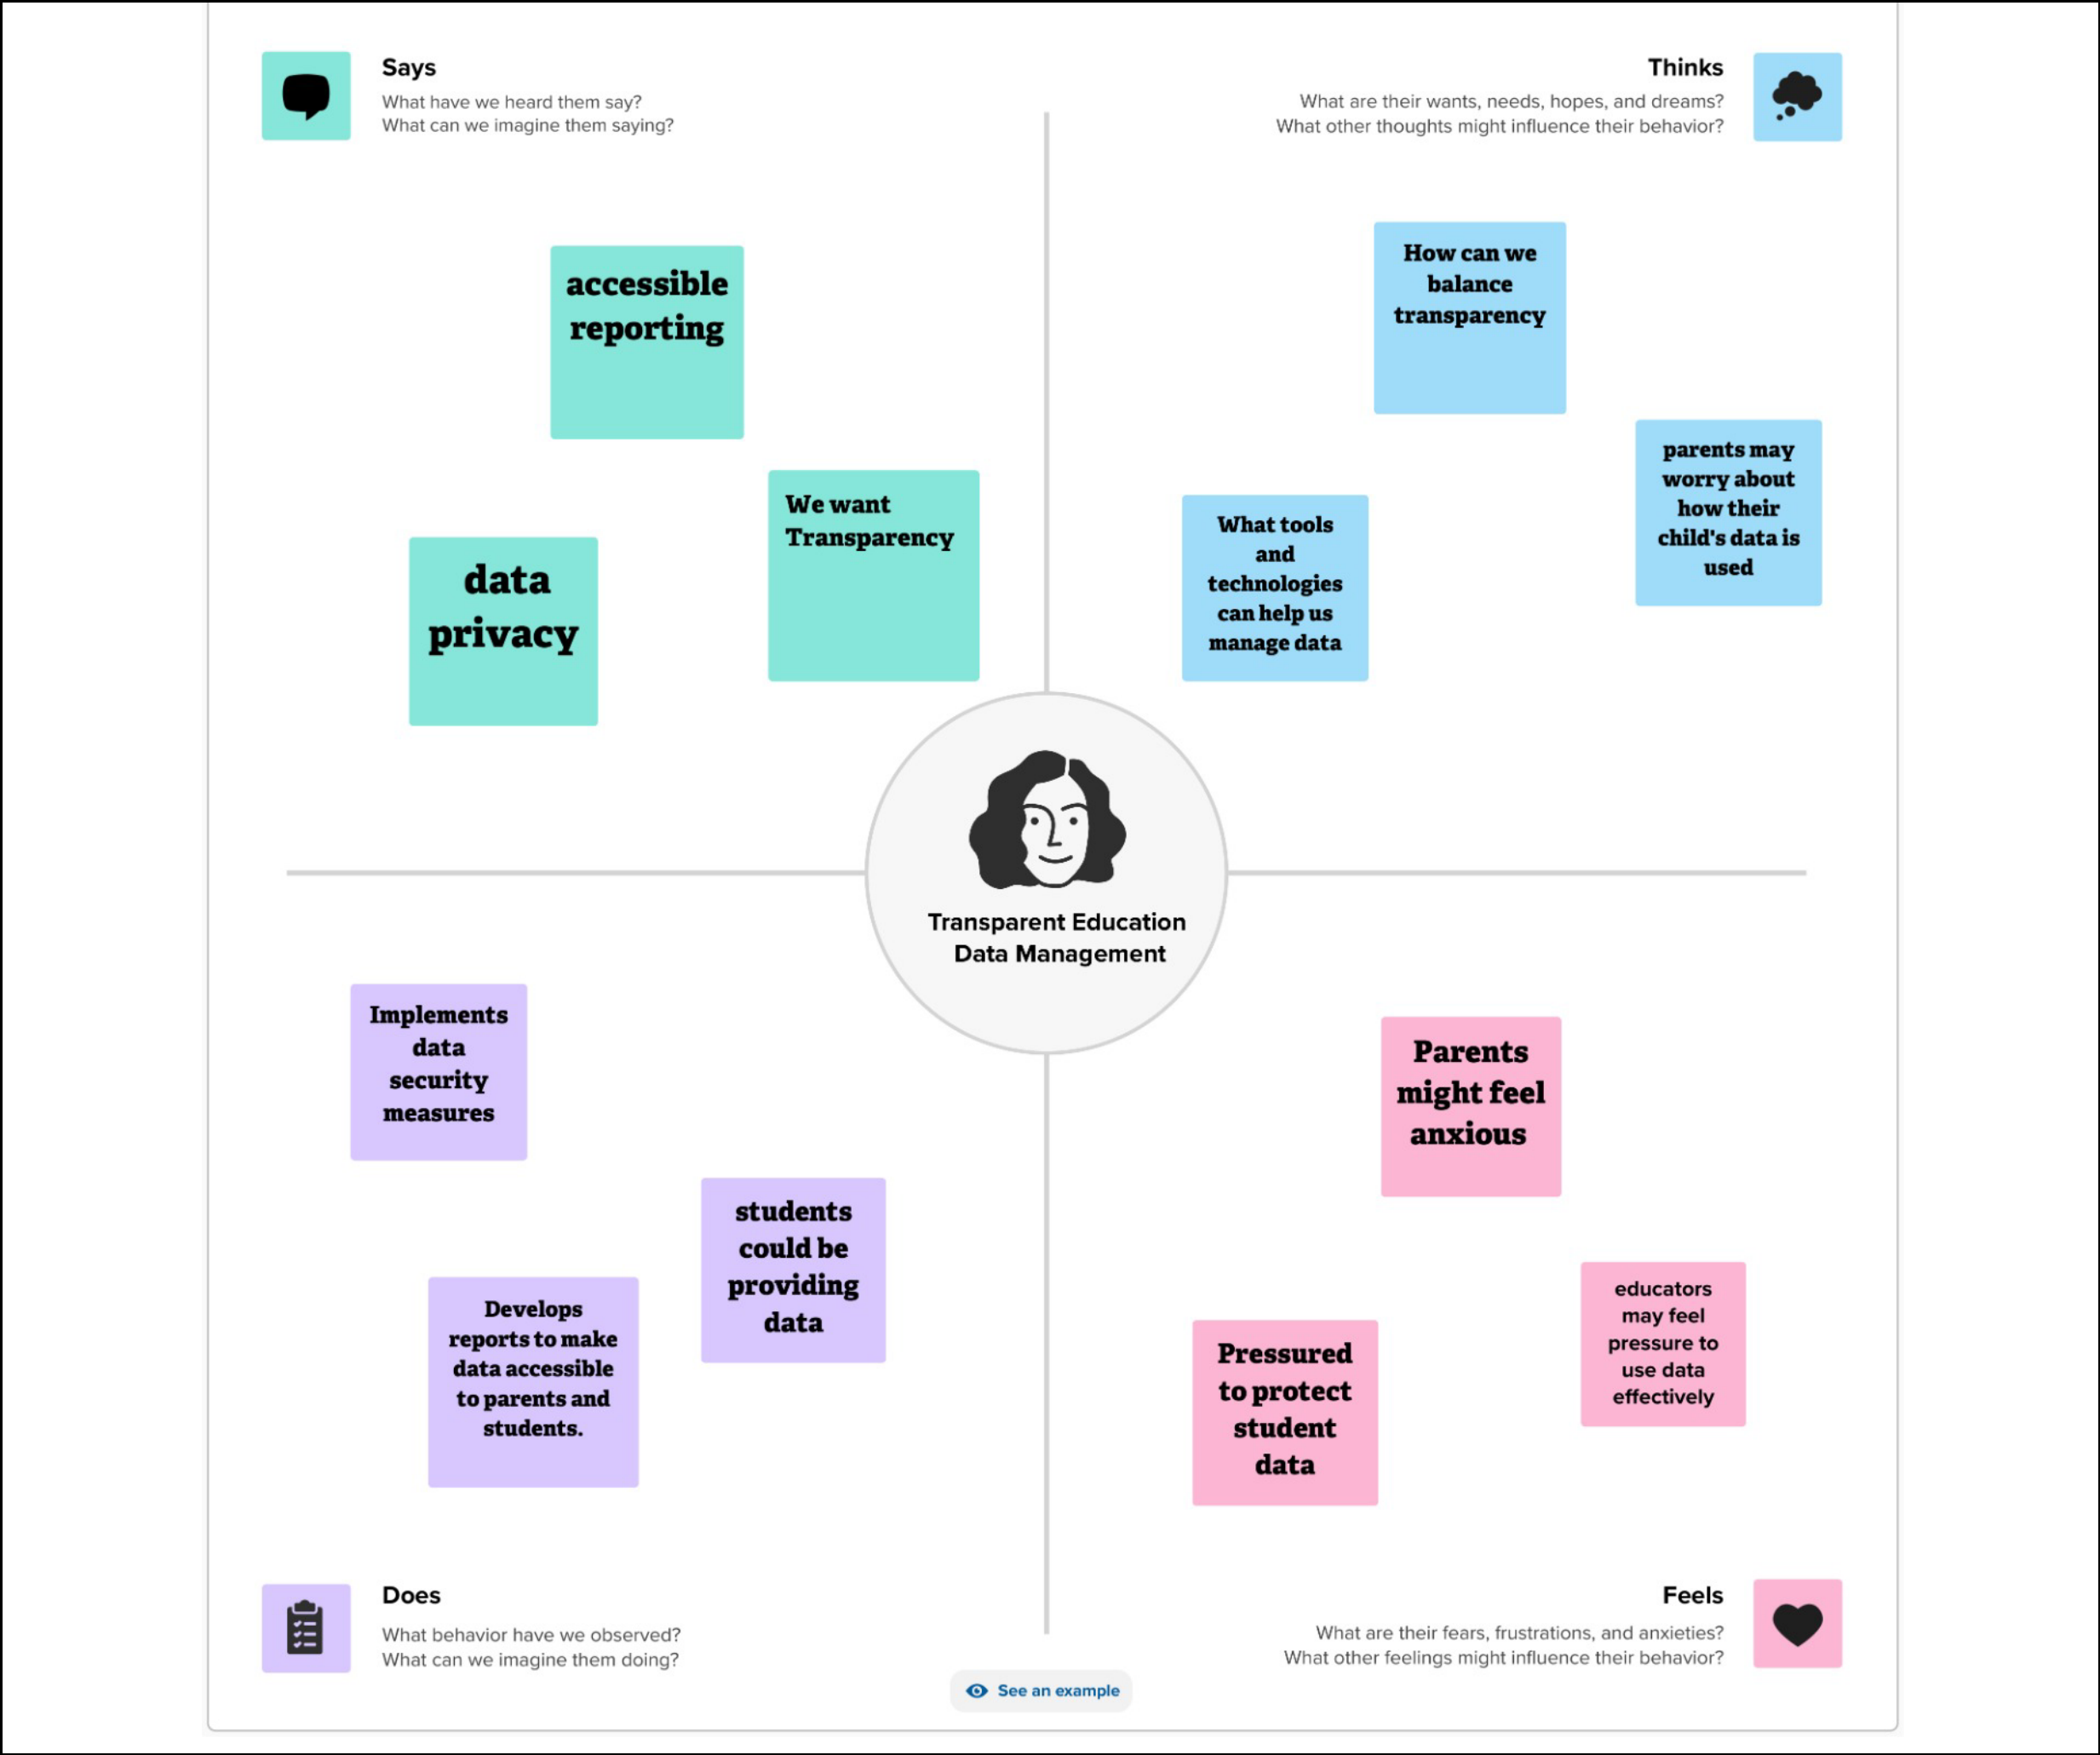 Says
What have we heard them say?
What can we imagine them saying?
Thinks
What are their wants, needs, hopes, and dreams?
What other thoughts might influence their behavior?
accessible
reporting
We want
Transparency
data
privacy
How can we
balance
transparency
parents may
worry about
how their
child's data is
used
What tools
and
technologies
can help us
manage data
Transparent Education
Data Management
Implements
data
security
measures
students
could be
providing
data
Develops
reports to make
data accessible
to parents and
students.
Parents
might feel
anxious
educators
may feel
pressure to
use data
effectively
Pressured
to protect
student
data
Does
What behavior have we observed?
What can we imagine them doing?
Feels
What are their fears, frustrations, and anxieties?
What other feelings might influence their behavior?
See an example